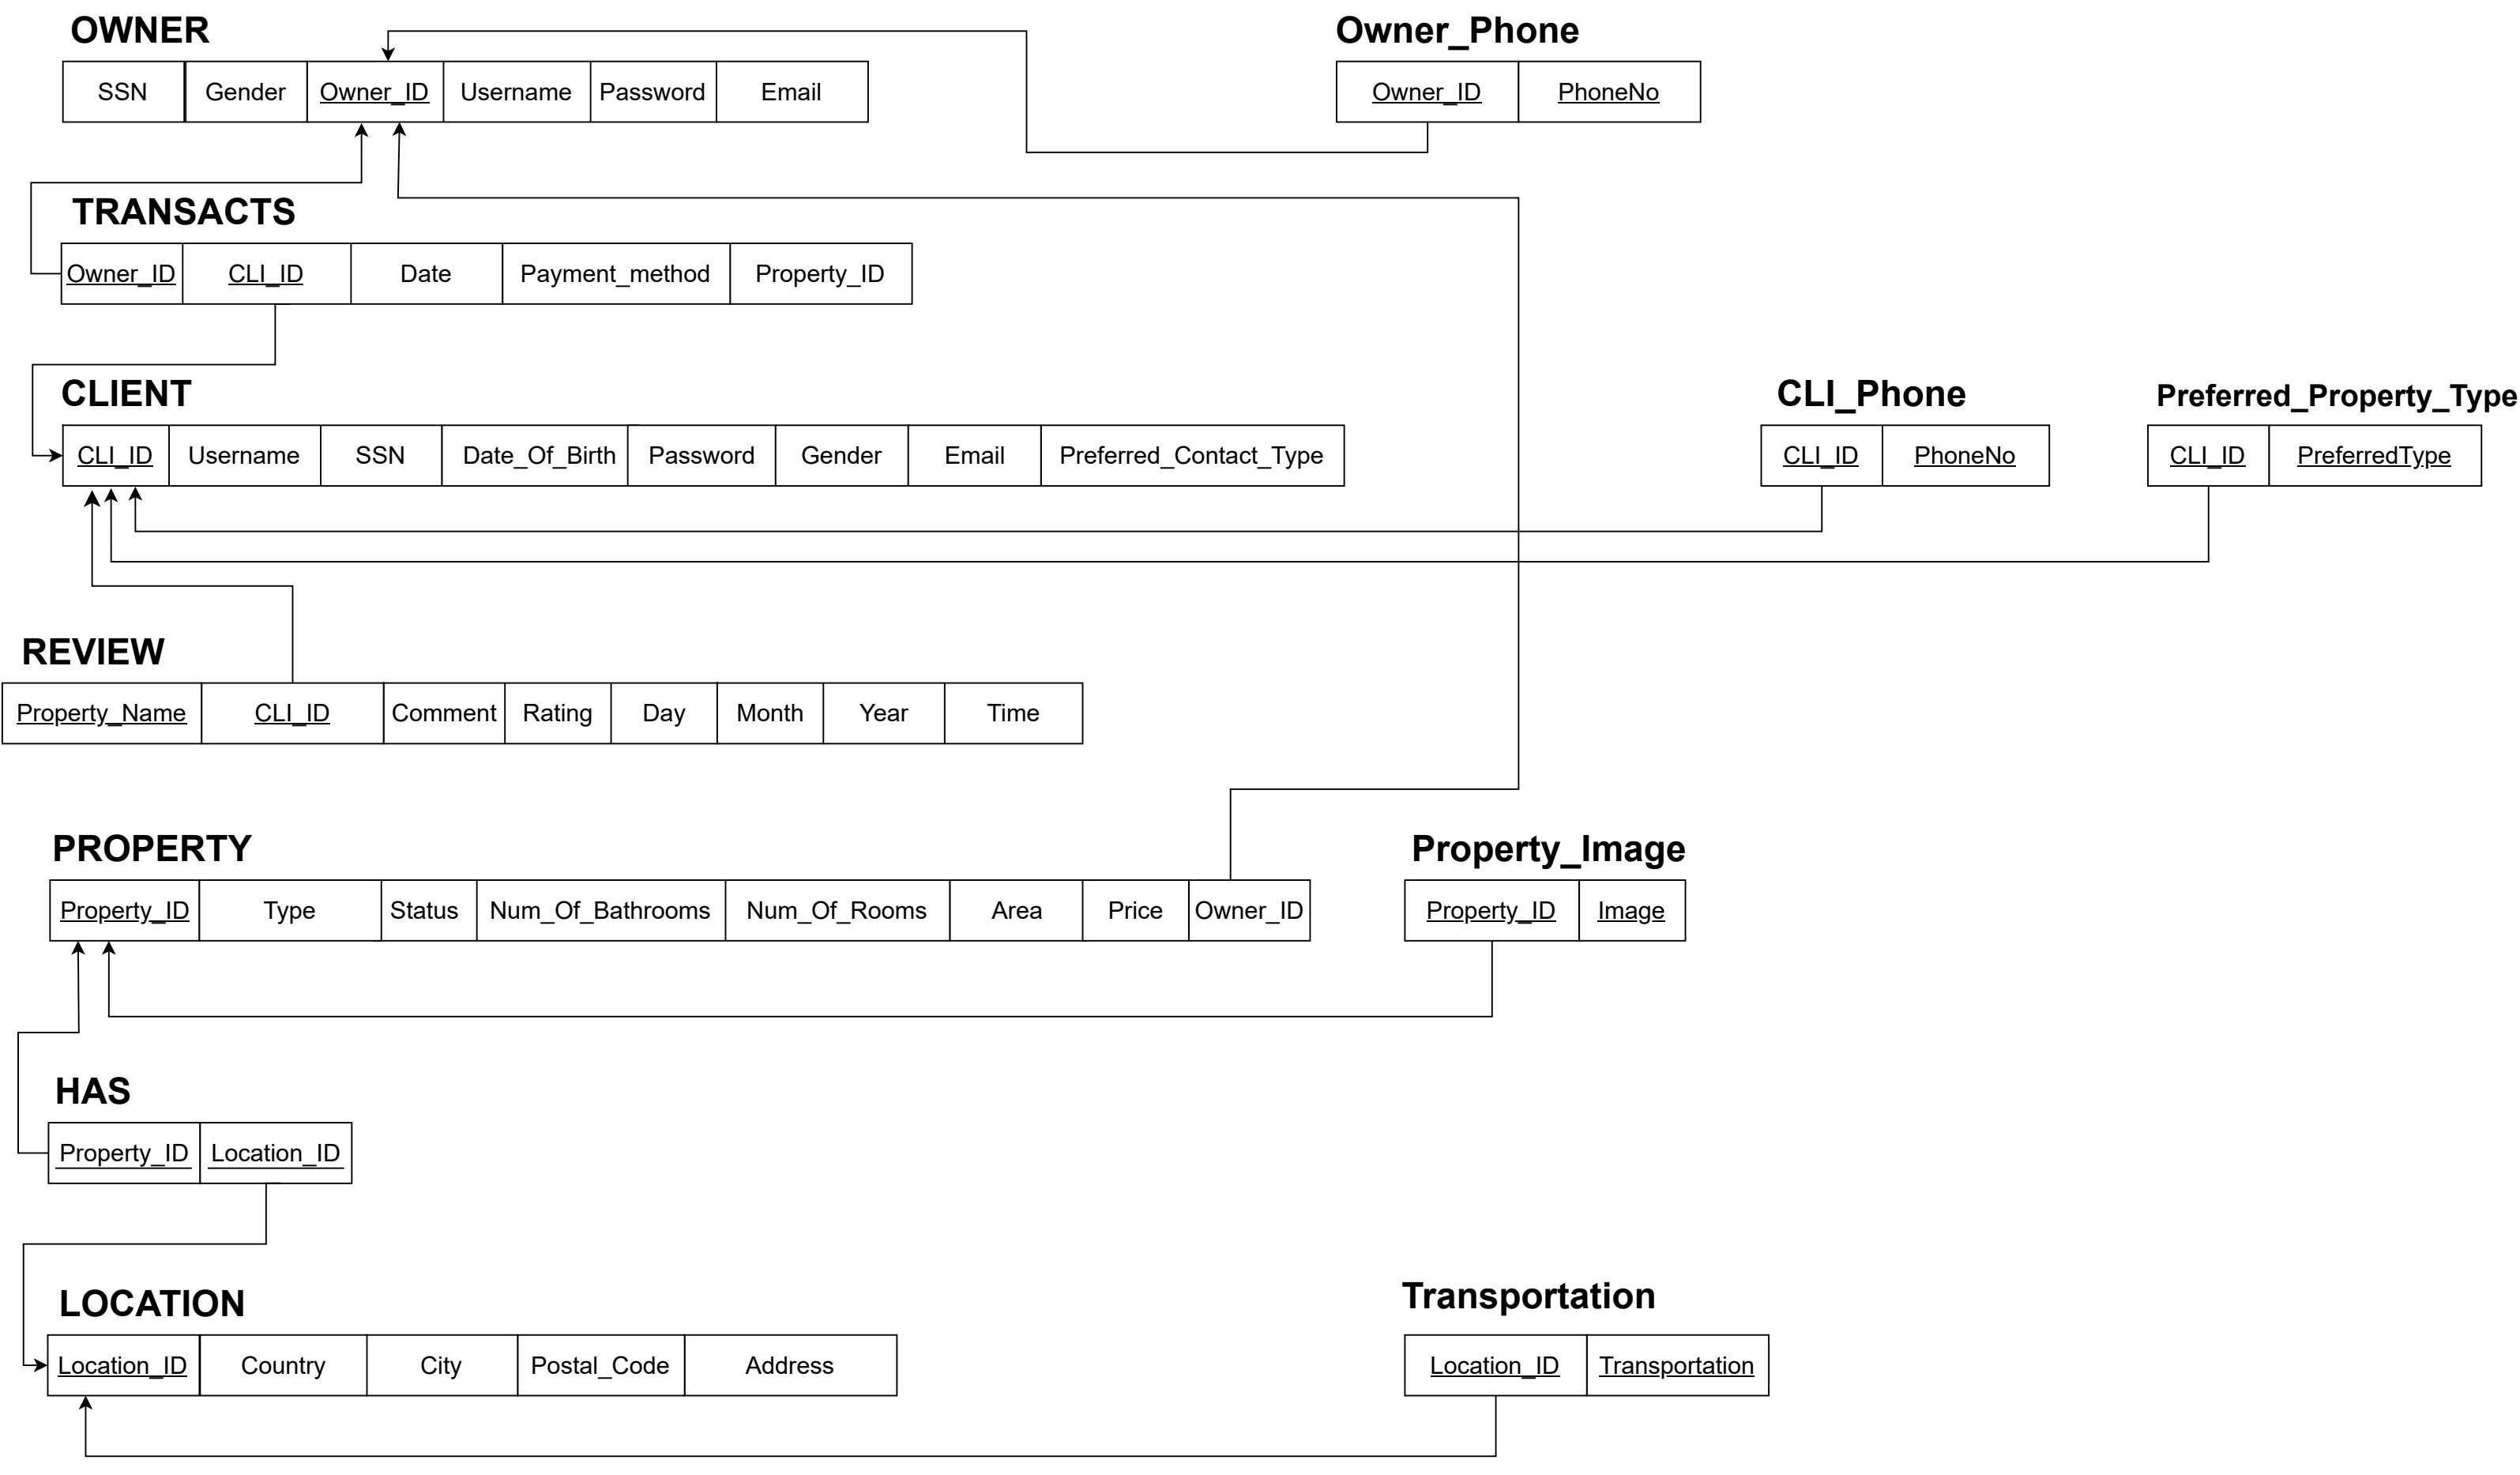 OWNER
Owner_Phone
SSN Gender Owner_ID Username Password Email
Owner_ID PhoneNo
TRANSACTS
Owner_ID CLI_ID Date Payment_method Property_ID
CLIENT
CLI_Phone
Preferred_Property_Type
CLI_ID Username SSN Date_Of_Birth Password Gender Email Preferred_Contact_Type
CLI_ID PhoneNo
CLI_ID PreferredType
REVIEW
Property_Name CLI_ID Comment Rating Day Month Year Time
PROPERTY
Property_Image
Property_ID Type Status Num_Of_Bathrooms Num_Of_Rooms Area Price Owner_ID
Property_ID Image
HAS
Property_ID Location_ID
LOCATION
Transportation
Location_ID Country City Postal_Code Address
Location_ID Transportation